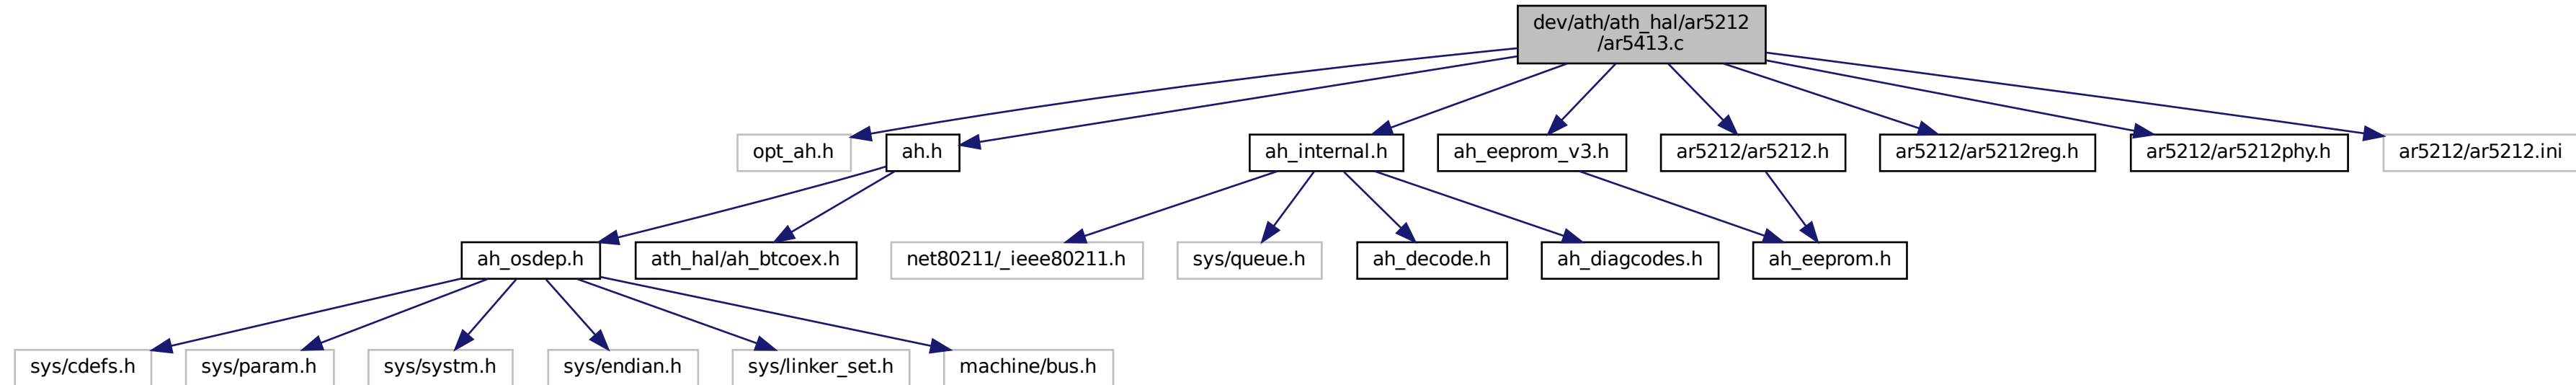 dev/ath/ath_hal/ar5212
/ar5413.c
opt_ah.h
ah.h
ah_internal.h
ah_eeprom_v3.h
ar5212/ar5212.h
ar5212/ar5212reg.h
ar5212/ar5212phy.h
ar5212/ar5212.ini
ah_osdep.h
ath_hal/ah_btcoex.h
net80211/_ieee80211.h
sys/queue.h
ah_decode.h
ah_diagcodes.h
ah_eeprom.h
sys/cdefs.h
sys/param.h
sys/systm.h
sys/endian.h
sys/linker_set.h
machine/bus.h